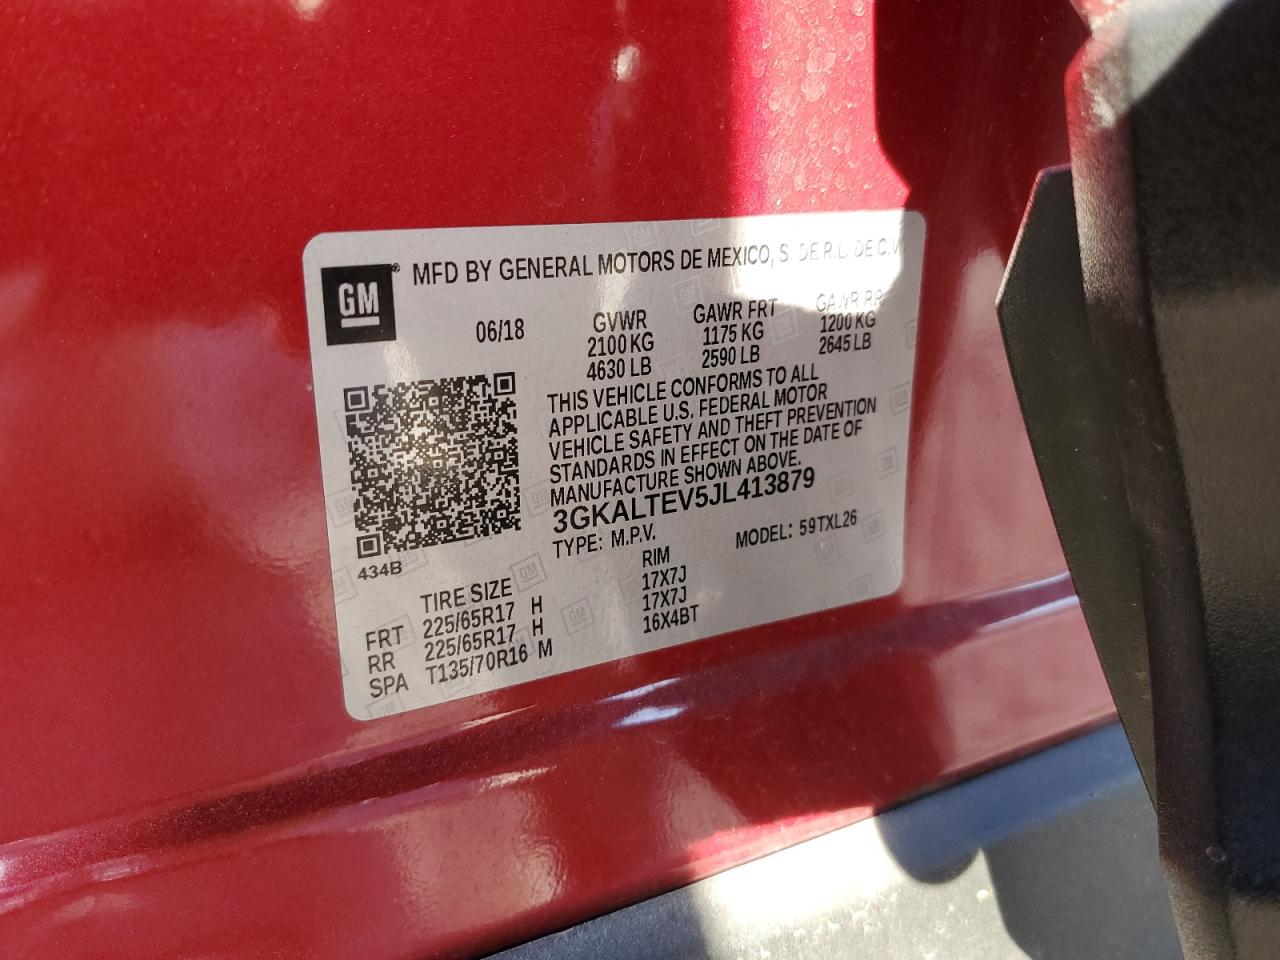 GM
MFD BY GENERAL MOTORS DE MEXICO, S. DE R.L. DE C.V
06/18
GVWR GAWR FRT GAWR RR
2100 KG 1175 KG 1200 KG
4630 LB 2590 LB 2645 LB
THIS VEHICLE CONFORMS TO ALL
APPLICABLE U.S. FEDERAL MOTOR
VEHICLE SAFETY AND THEFT PREVENTION
STANDARDS IN EFFECT ON THE DATE OF
MANUFACTURE SHOWN ABOVE.
3GKALTEV5JL413879
TYPE: M.P.V. MODEL: 59TXL26
434B
TIRE SIZE RIM
FRT 225/65R17 H 17X7J
RR 225/65R17 H 17X7J
SPA T135/70R16 M 16X4BT